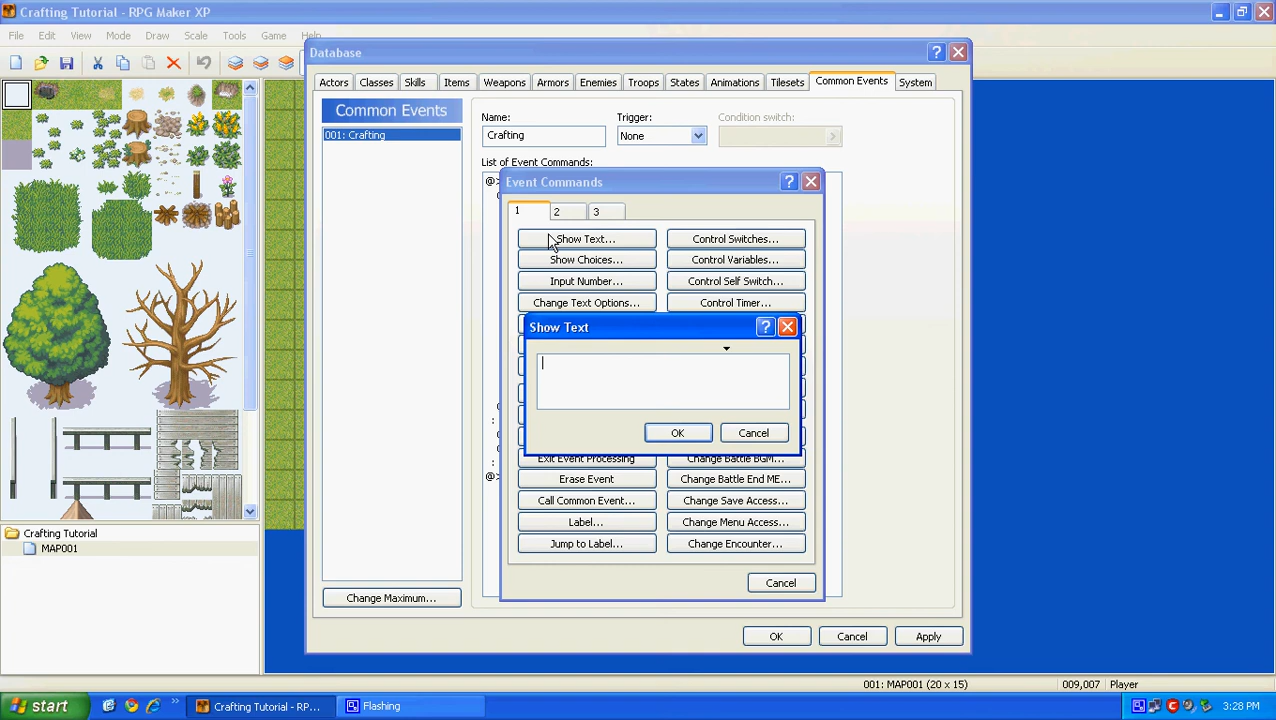 Crafting Tutorial - RPG Maker XP
File Edit View Mode Draw Scale Tools Game Help
Database
Actors Classes Skills Items Weapons Armors Enemies Troops States Animations Tilesets Common Events System
Common Events
001: Crafting
Change Maximum...
Name:
Crafting
Trigger:
None
Condition switch:
List of Event Commands:
Event Commands
1 2 3
Show Text... Control Switches...
Show Choices... Control Variables...
Input Number... Control Self Switch...
Change Text Options... Control Timer...
Show Text
OK Cancel
Exit Event Processing Change Battle BGM...
Erase Event Change Battle End ME...
Call Common Event... Change Save Access...
Label... Change Menu Access...
Jump to Label... Change Encounter...
Cancel
OK Cancel Apply
Crafting Tutorial
MAP001
001: MAP001 (20 x 15) 009,007 Player
start Crafting Tutorial - RP... Flashing 3:28 PM